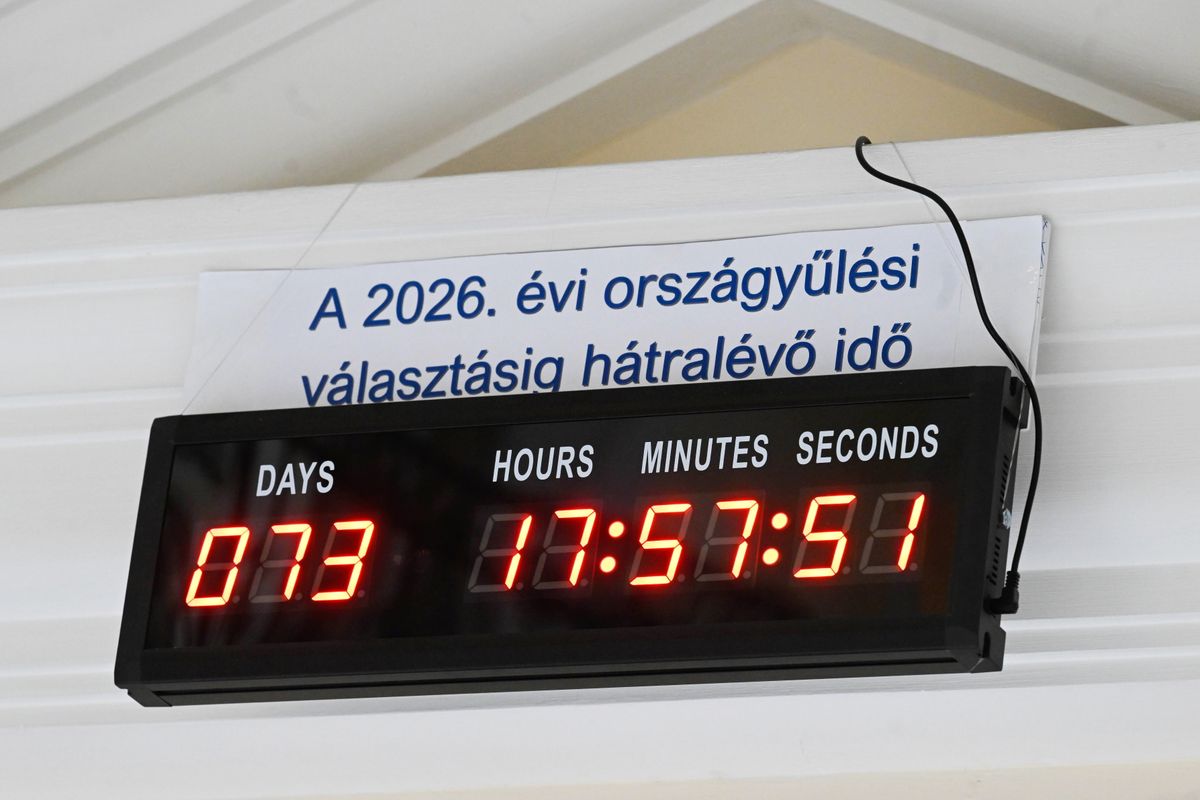 A 2026. évi országgyűlési
választásig hátralévő idő
DAYS HOURS MINUTES SECONDS
073 17:57:51